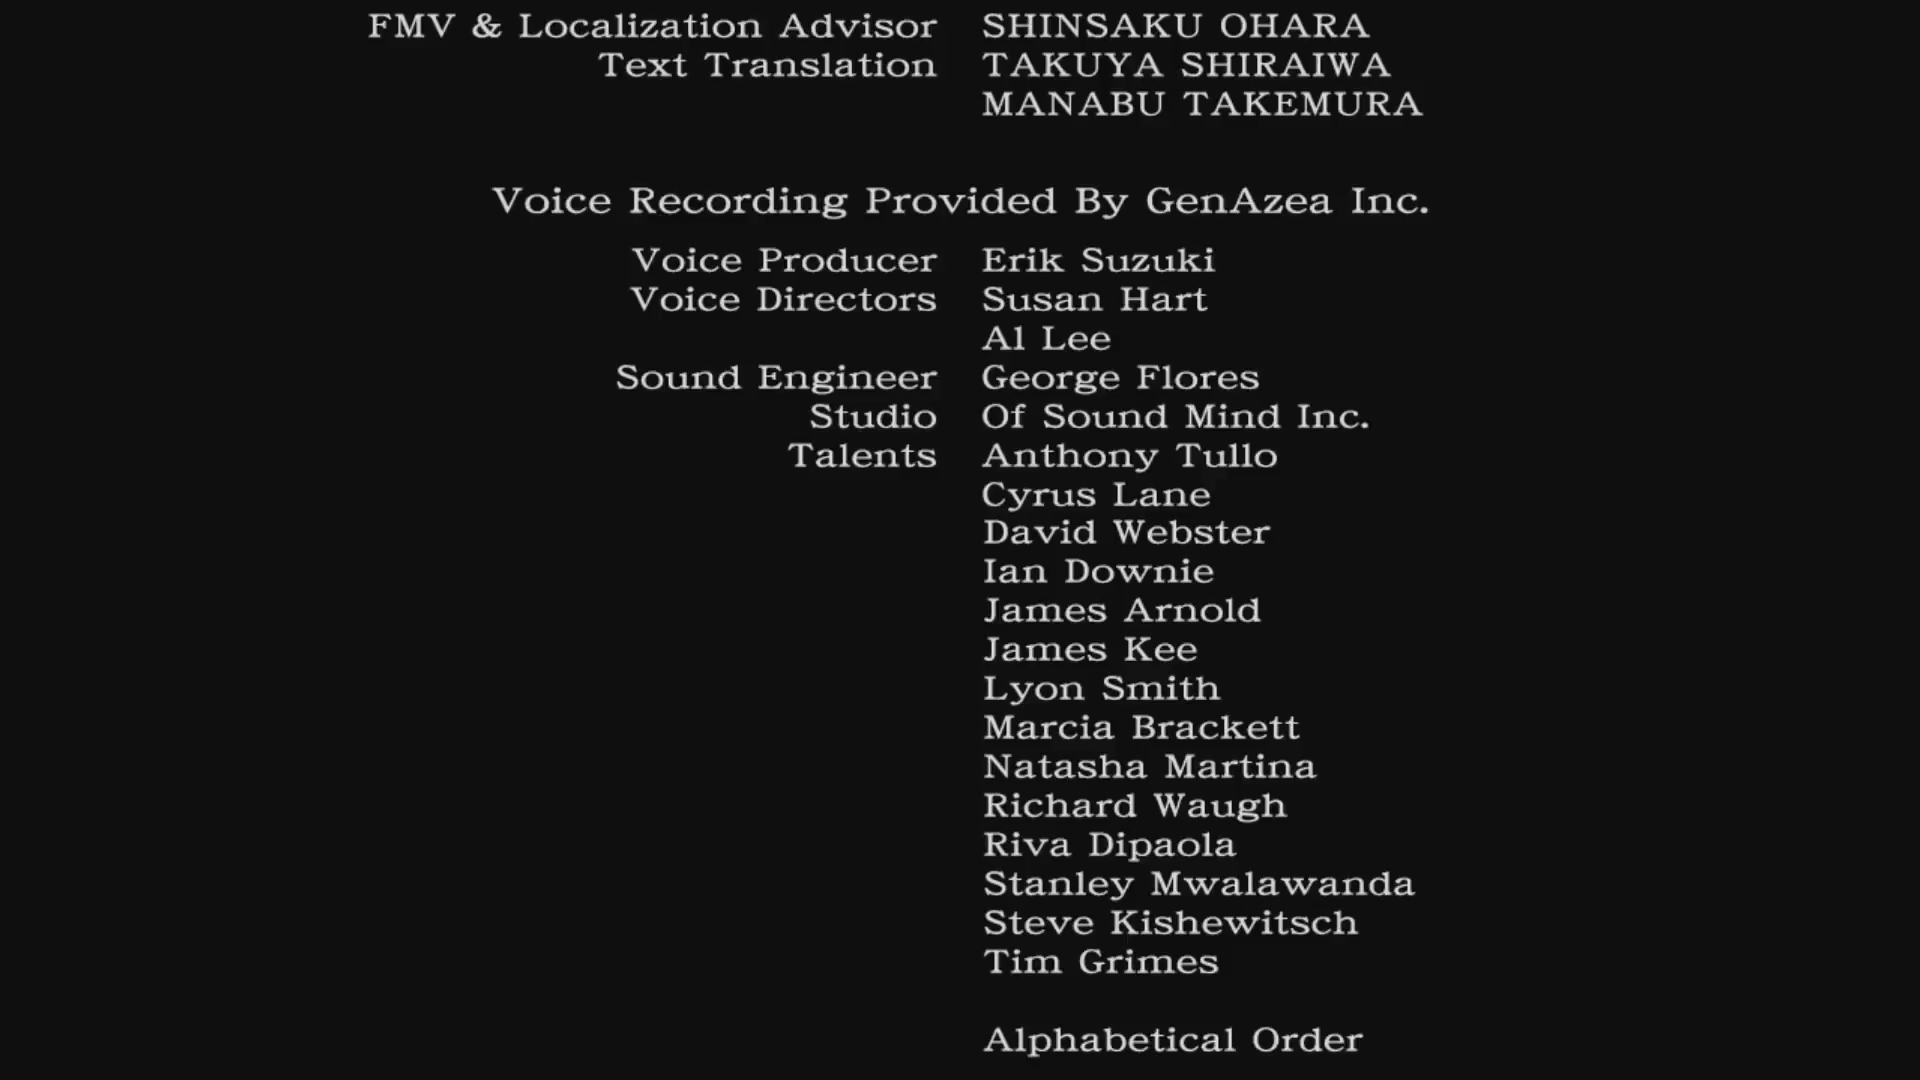 FMV & Localization Advisor SHINSAKU OHARA
Text Translation TAKUYA SHIRAIWA
MANABU TAKEMURA
Voice Recording Provided By GenAzea Inc.
Voice Producer Erik Suzuki
Voice Directors Susan Hart
Al Lee
Sound Engineer George Flores
Studio Of Sound Mind Inc.
Talents Anthony Tullo
Cyrus Lane
David Webster
Ian Downie
James Arnold
James Kee
Lyon Smith
Marcia Brackett
Natasha Martina
Richard Waugh
Riva Dipaola
Stanley Mwalawanda
Steve Kishewitsch
Tim Grimes
Alphabetical Order